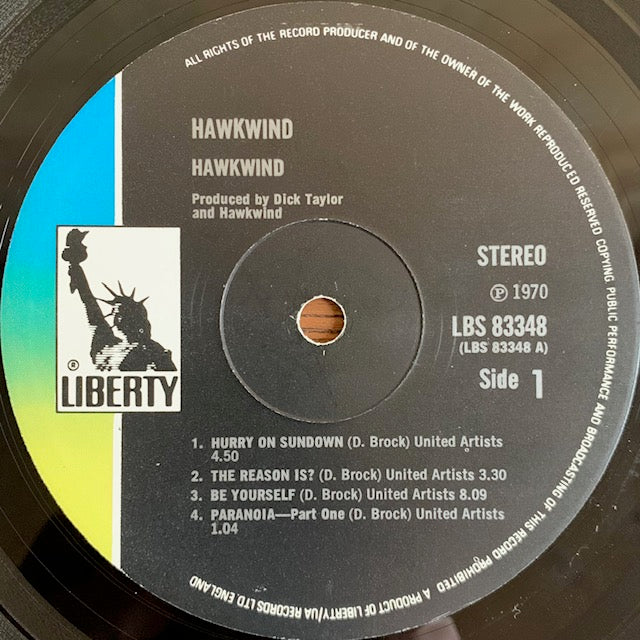 ALL RIGHTS OF THE RECORD PRODUCER AND OF THE OWNER OF THE WORK REPRODUCED RESERVED COPYING, PUBLIC PERFORMANCE AND BROADCASTING OF THIS RECORD PROHIBITED A PRODUCT OF LIBERTY/UA RECORDS LTD ENGLAND
HAWKWIND
HAWKWIND
Produced by Dick Taylor
and Hawkwind
STEREO
℗ 1970
LBS 83348
(LBS 83348 A)
Side 1
®
LIBERTY
1. HURRY ON SUNDOWN (D. Brock) United Artists
4.50
2. THE REASON IS? (D. Brock) United Artists 3.30
3. BE YOURSELF (D. Brock) United Artists 8.09
4. PARANOIA—Part One (D. Brock) United Artists
1.04